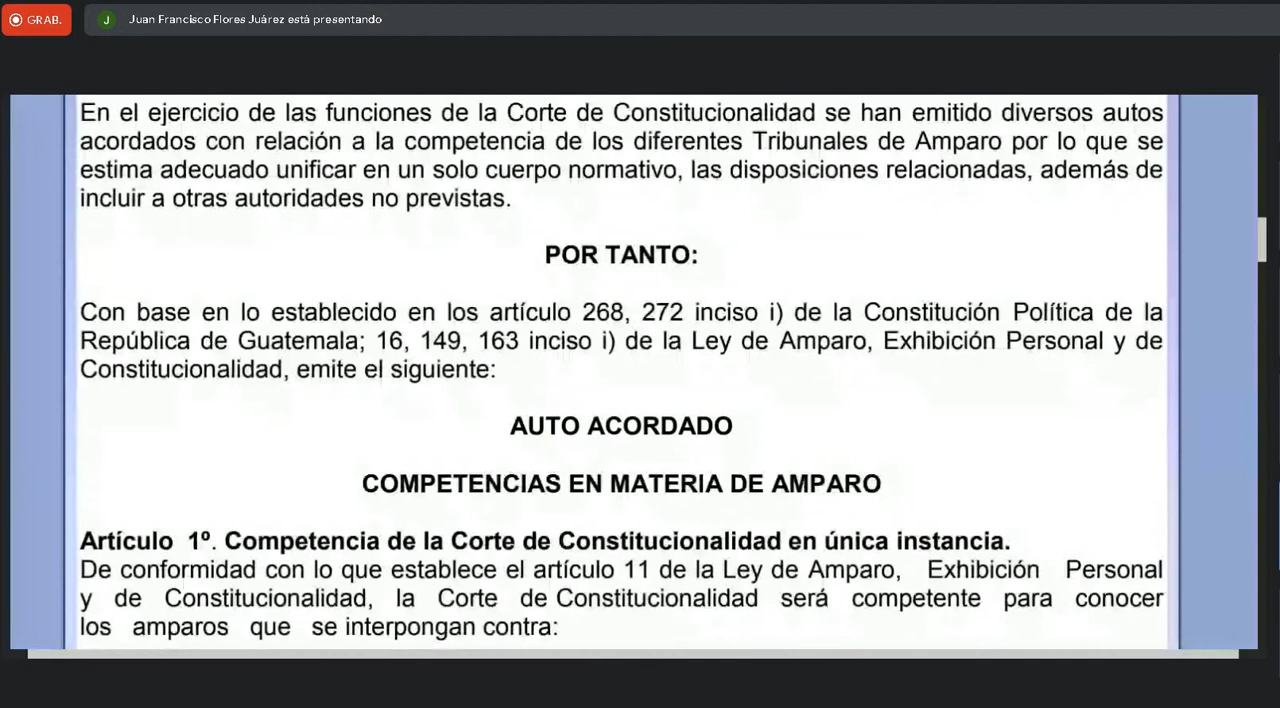 GRAB.
J
Juan Francisco Flores Juárez está presentando
En el ejercicio de las funciones de la Corte de Constitucionalidad se han emitido diversos autos
acordados con relación a la competencia de los diferentes Tribunales de Amparo por lo que se
estima adecuado unificar en un solo cuerpo normativo, las disposiciones relacionadas, además de
incluir a otras autoridades no previstas.
POR TANTO:
Con base en lo establecido en los artículo 268, 272 inciso i) de la Constitución Política de la
República de Guatemala; 16, 149, 163 inciso i) de la Ley de Amparo, Exhibición Personal y de
Constitucionalidad, emite el siguiente:
AUTO ACORDADO
COMPETENCIAS EN MATERIA DE AMPARO
Artículo 1º. Competencia de la Corte de Constitucionalidad en única instancia.
De conformidad con lo que establece el artículo 11 de la Ley de Amparo, Exhibición Personal
y de Constitucionalidad, la Corte de Constitucionalidad será competente para conocer
los amparos que se interpongan contra: